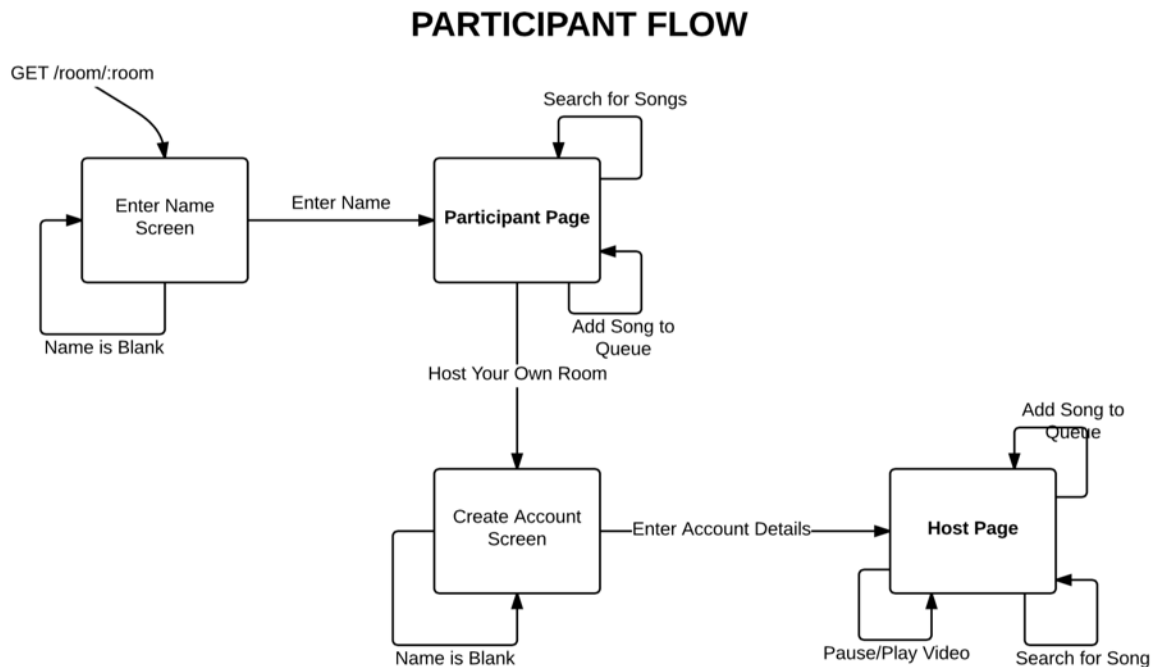 PARTICIPANT FLOW
GET /room/:room
Search for Songs
Enter Name
Screen
Enter Name
Participant Page
Name is Blank
Add Song to
Queue
Host Your Own Room
Add Song to
Queue
Create Account
Screen
Enter Account Details
Host Page
Name is Blank
Pause/Play Video
Search for Song